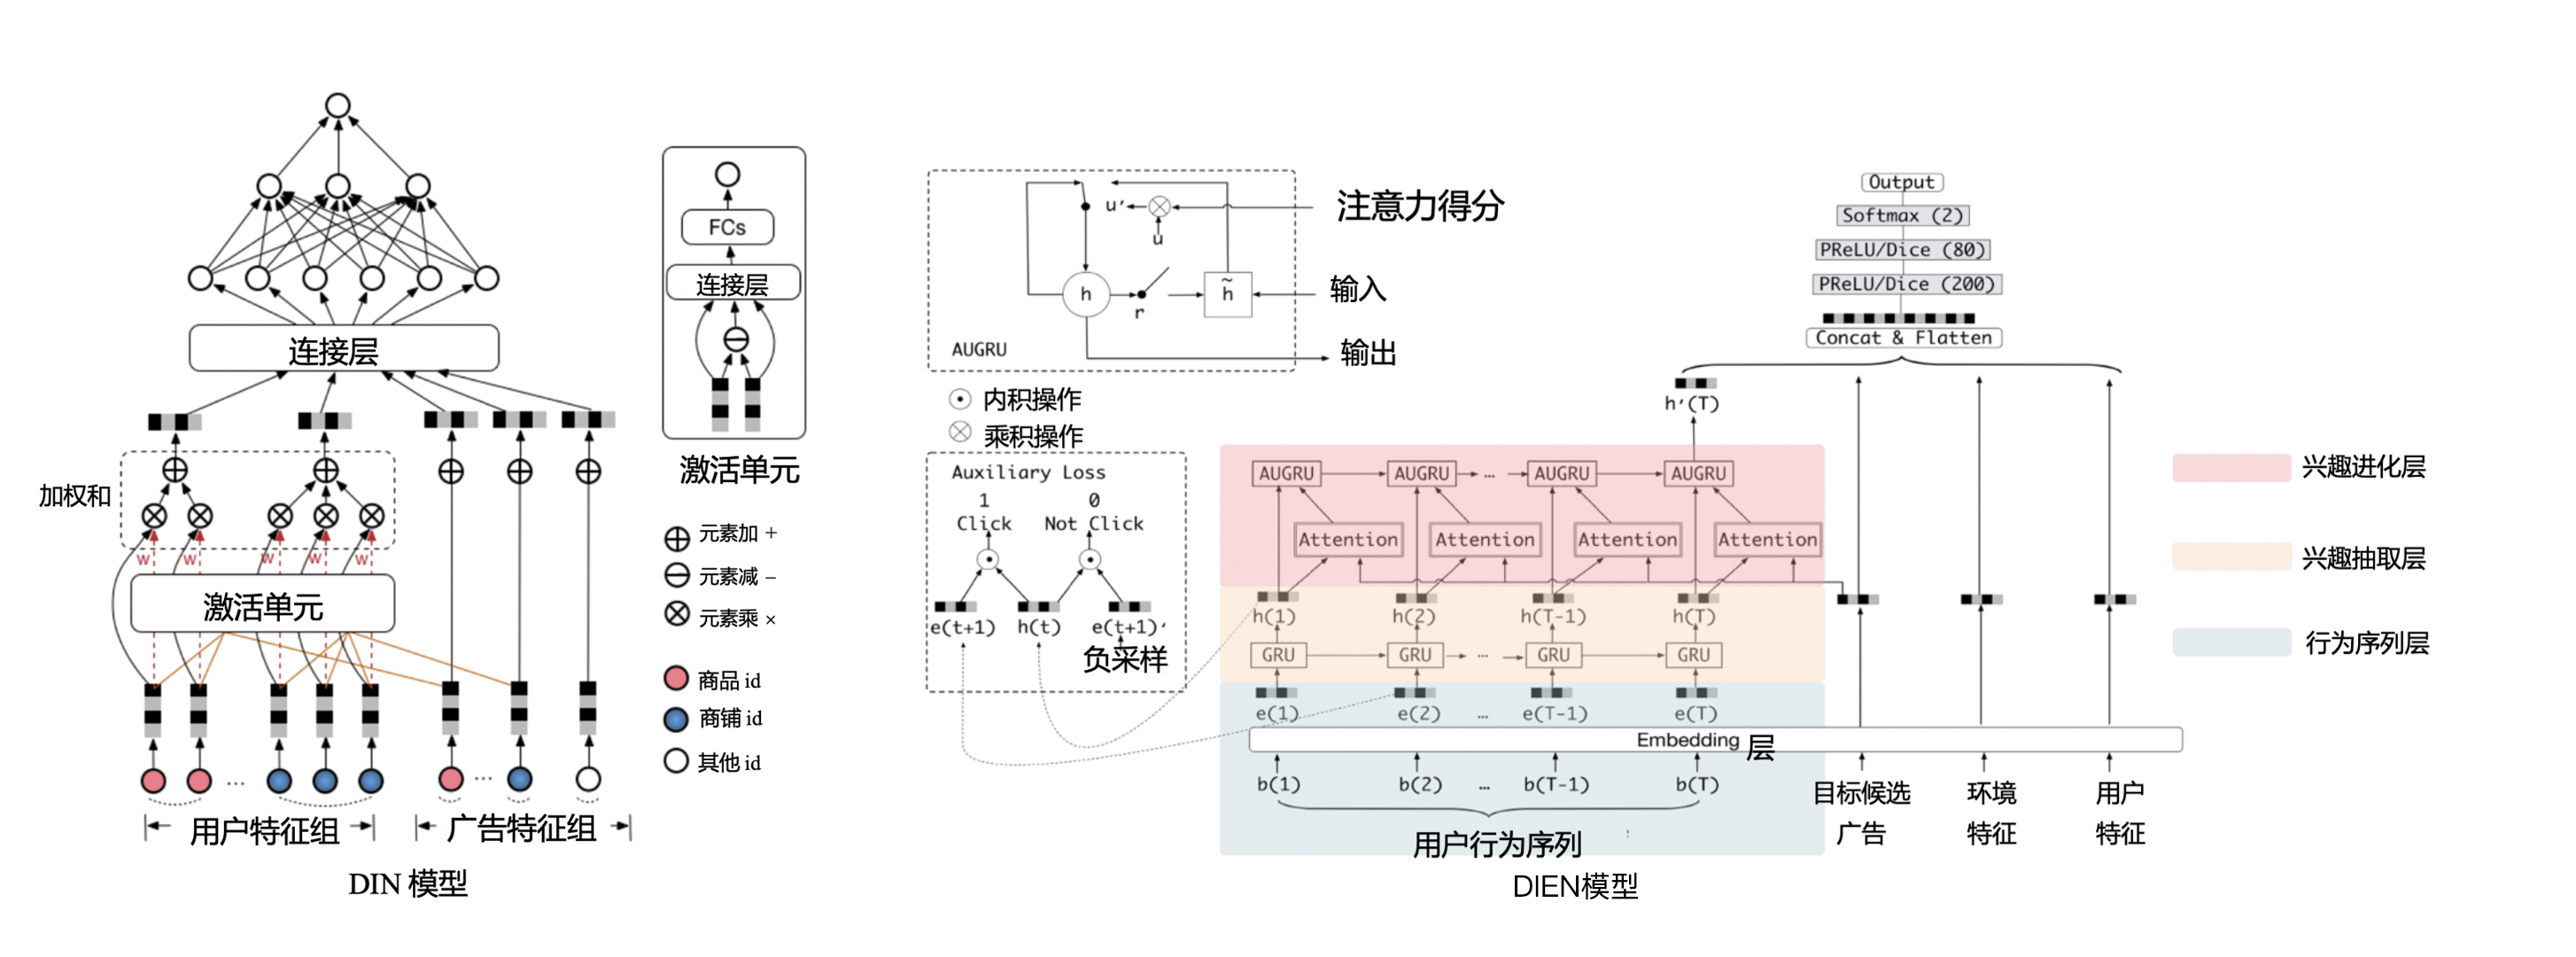 连接层
加权和
w w w w w
激活单元
... ...
用户特征组
广告特征组
DIN 模型
FCs
连接层
激活单元
元素加 +
元素减 −
元素乘 ×
商品 id
商铺 id
其他 id
注意力得分
u′
u
h
r
h̃
输入
AUGRU
输出
内积操作
乘积操作
Auxiliary Loss
1 0
Click Not Click
e(t+1) h(t) e(t+1)′
负采样
Output
Softmax (2)
PReLU/Dice (80)
PReLU/Dice (200)
Concat & Flatten
h′(T)
AUGRU AUGRU ... AUGRU AUGRU
Attention Attention Attention Attention
h(1) h(2) h(T-1) h(T)
GRU GRU ... GRU GRU
e(1) e(2) ... e(T-1) e(T)
Embedding 层
b(1) b(2) ... b(T-1) b(T)
用户行为序列
目标候选
广告
环境
特征
用户
特征
DIEN模型
兴趣进化层
兴趣抽取层
行为序列层